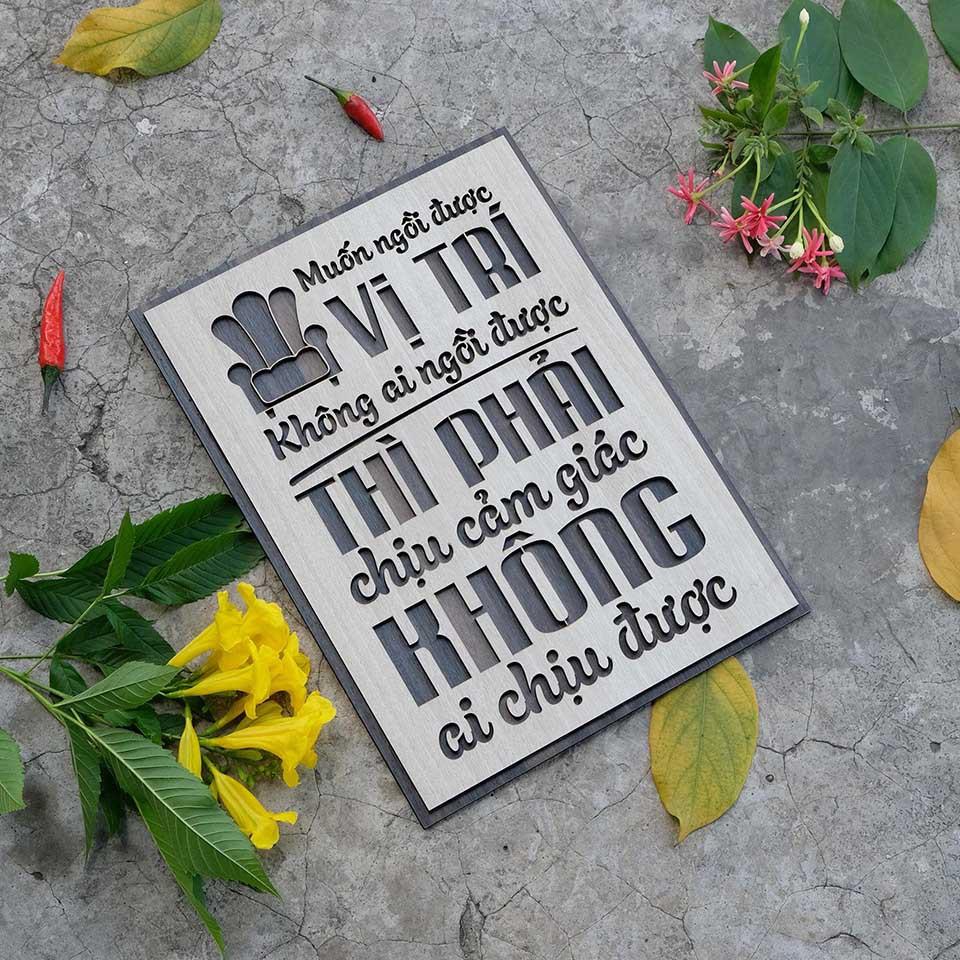 Muốn ngồi được
VỊ TRÍ
Không ai ngồi được
THÌ PHẢI
chịu cảm giác
KHÔNG
ai chịu được